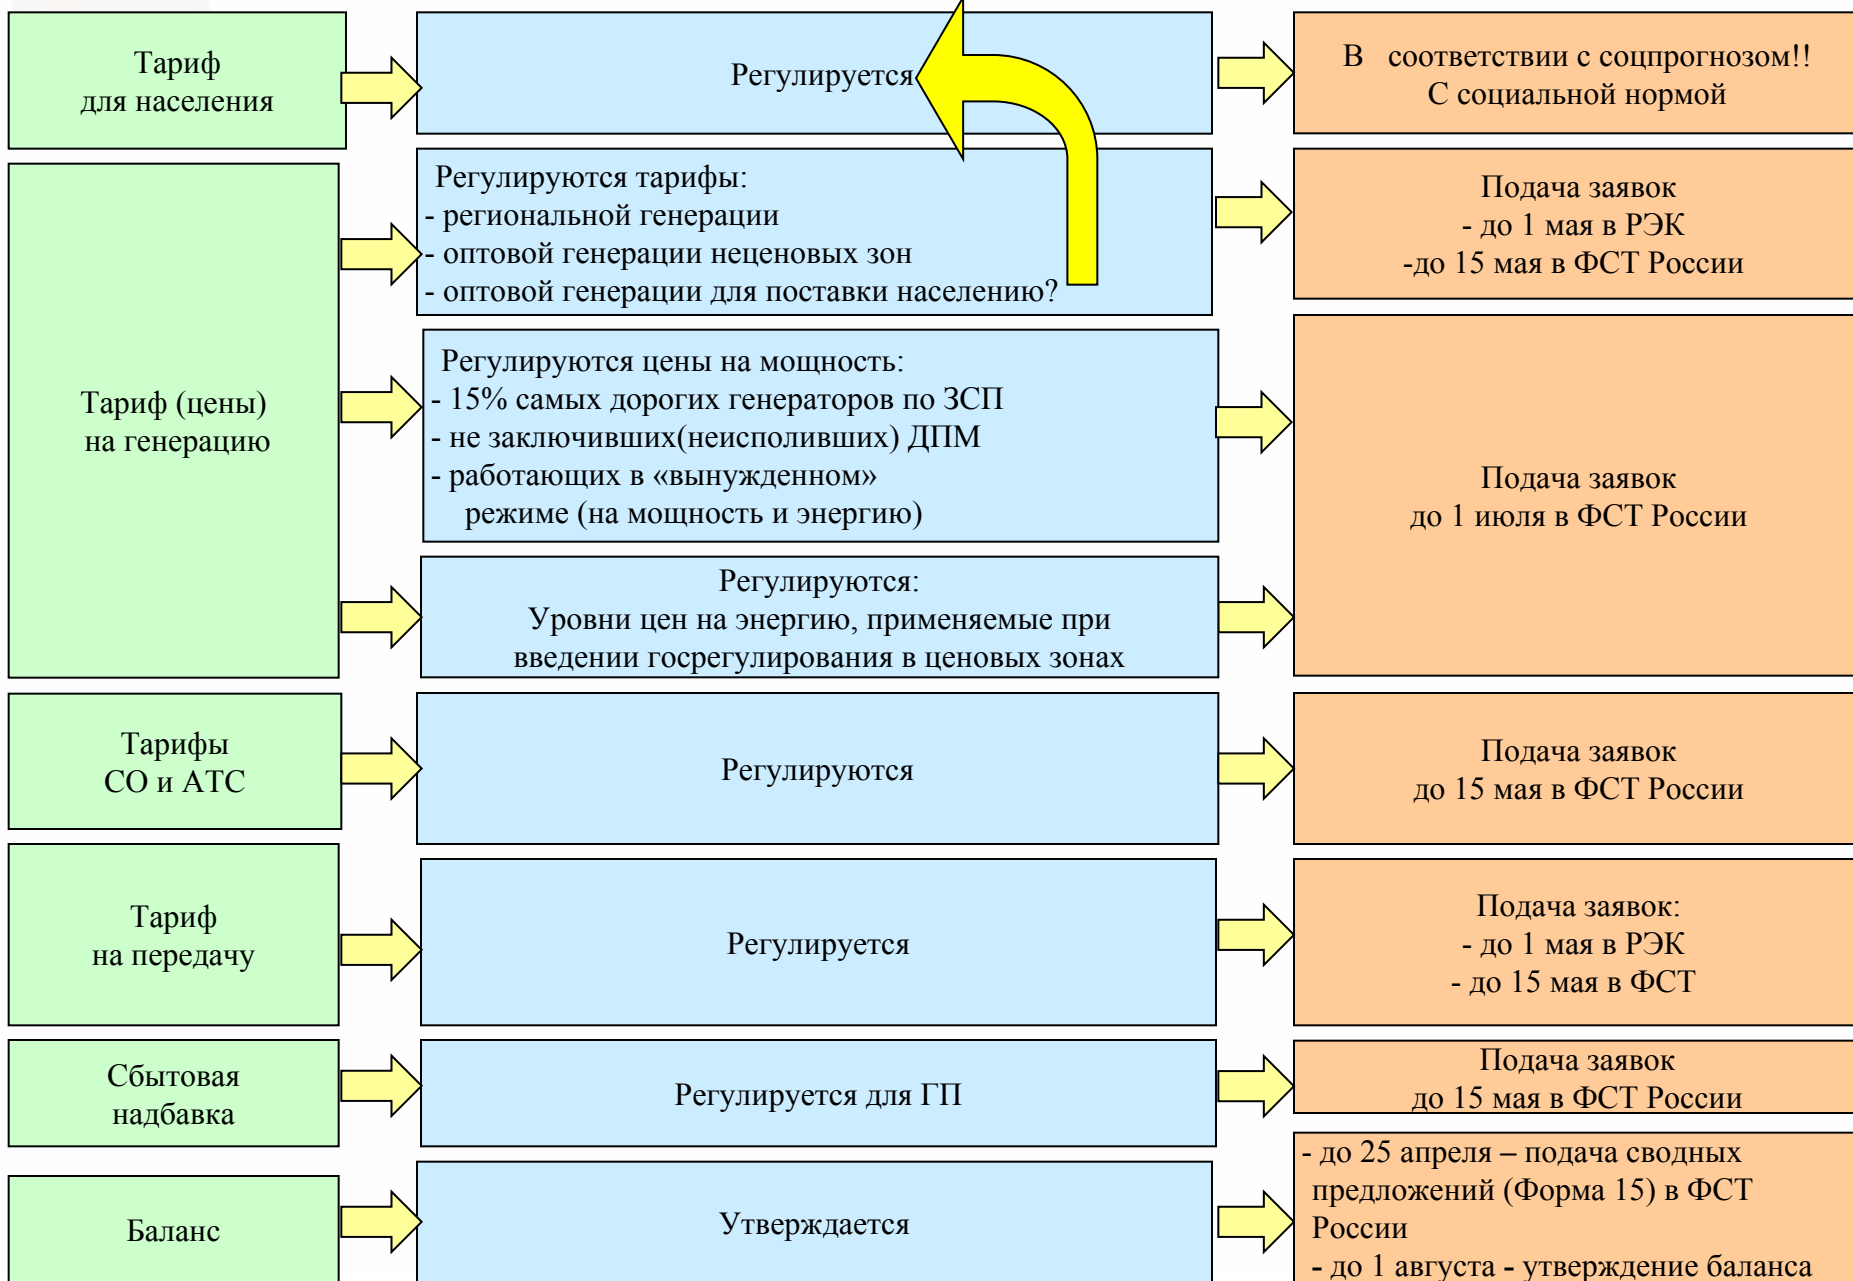 Тариф
для населения
Регулируется
В соответствии с соцпрогнозом!!
С социальной нормой
Тариф (цены)
на генерацию
Регулируются тарифы:
- региональной генерации
- оптовой генерации неценовых зон
- оптовой генерации для поставки населению?
Подача заявок
- до 1 мая в РЭК
-до 15 мая в ФСТ России
Регулируются цены на мощность:
- 15% самых дорогих генераторов по ЗСП
- не заключивших(неисполивших) ДПМ
- работающих в «вынужденном»
режиме (на мощность и энергию)
Подача заявок
до 1 июля в ФСТ России
Регулируются:
Уровни цен на энергию, применяемые при
введении госрегулирования в ценовых зонах
Тарифы
СО и АТС
Регулируются
Подача заявок
до 15 мая в ФСТ России
Тариф
на передачу
Регулируется
Подача заявок:
- до 1 мая в РЭК
- до 15 мая в ФСТ
Сбытовая
надбавка
Регулируется для ГП
Подача заявок
до 15 мая в ФСТ России
Баланс
Утверждается
- до 25 апреля – подача сводных
предложений (Форма 15) в ФСТ
России
- до 1 августа - утверждение баланса